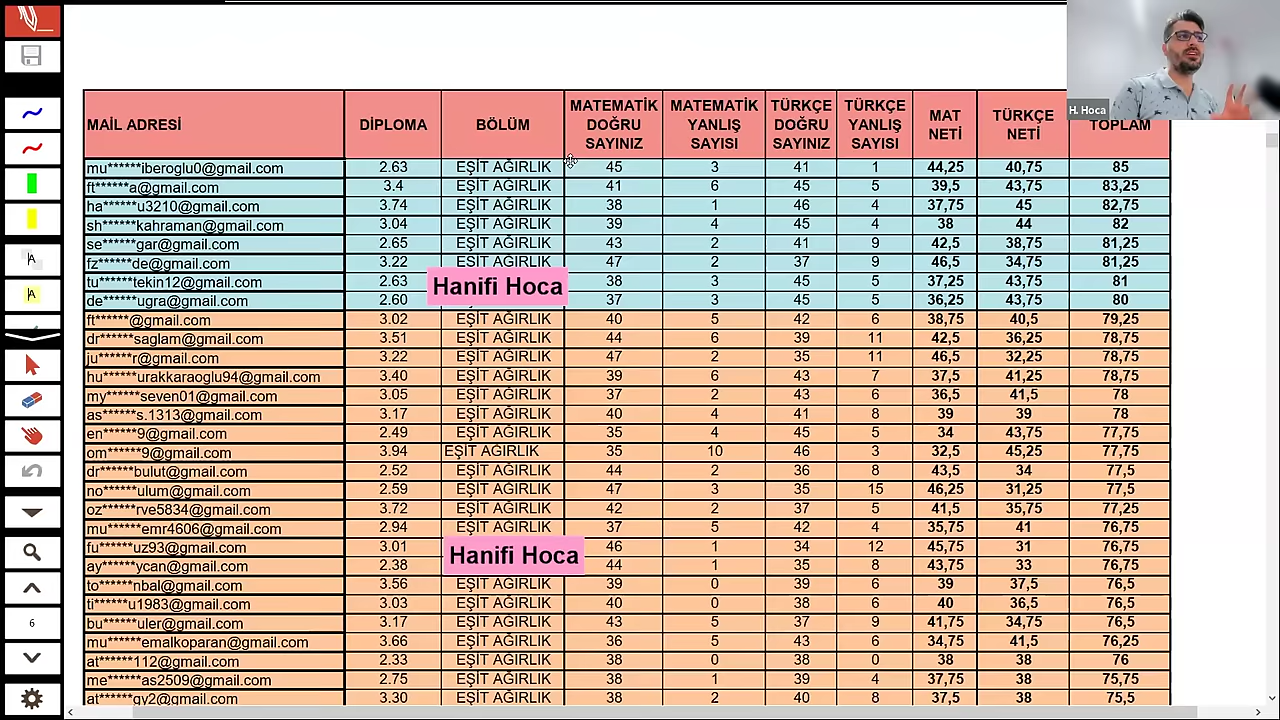 H. Hoca
MAİL ADRESİ DİPLOMA BÖLÜM MATEMATİK DOĞRU SAYINIZ MATEMATİK YANLIŞ SAYISI TÜRKÇE DOĞRU SAYINIZ TÜRKÇE YANLIŞ SAYISI MAT NETİ TÜRKÇE NETİ TOPLAM
mu******iberoglu0@gmail.com 2.63 EŞİT AĞIRLIK 45 3 41 1 44,25 40,75 85
ft******a@gmail.com 3.4 EŞİT AĞIRLIK 41 6 45 5 39,5 43,75 83,25
ha******u3210@gmail.com 3.74 EŞİT AĞIRLIK 38 1 46 4 37,75 45 82,75
sh******kahraman@gmail.com 3.04 EŞİT AĞIRLIK 39 4 45 4 38 44 82
se******gar@gmail.com 2.65 EŞİT AĞIRLIK 43 2 41 9 42,5 38,75 81,25
fz******de@gmail.com 3.22 EŞİT AĞIRLIK 47 2 37 9 46,5 34,75 81,25
tu******tekin12@gmail.com 2.63 38 3 45 5 37,25 43,75 81
Hanifi Hoca
de******ugra@gmail.com 2.60 37 3 45 5 36,25 43,75 80
ft******@gmail.com 3.02 EŞİT AĞIRLIK 40 5 42 6 38,75 40,5 79,25
dr******saglam@gmail.com 3.51 EŞİT AĞIRLIK 44 6 39 11 42,5 36,25 78,75
ju******r@gmail.com 3.22 EŞİT AĞIRLIK 47 2 35 11 46,5 32,25 78,75
hu******urakkaraoglu94@gmail.com 3.40 EŞİT AĞIRLIK 39 6 43 7 37,5 41,25 78,75
my******seven01@gmail.com 3.05 EŞİT AĞIRLIK 37 2 43 6 36,5 41,5 78
as******s.1313@gmail.com 3.17 EŞİT AĞIRLIK 40 4 41 8 39 39 78
en******9@gmail.com 2.49 EŞİT AĞIRLIK 35 4 45 5 34 43,75 77,75
om******9@gmail.com 3.94 EŞİT AĞIRLIK 35 10 46 3 32,5 45,25 77,75
dr******bulut@gmail.com 2.52 EŞİT AĞIRLIK 44 2 36 8 43,5 34 77,5
no******ulum@gmail.com 2.59 EŞİT AĞIRLIK 47 3 35 15 46,25 31,25 77,5
oz******rve5834@gmail.com 3.72 EŞİT AĞIRLIK 42 2 37 5 41,5 35,75 77,25
mu******emr4606@gmail.com 2.94 EŞİT AĞIRLIK 37 5 42 4 35,75 41 76,75
fu******uz93@gmail.com 3.01 46 1 34 12 45,75 31 76,75
Hanifi Hoca
ay******ycan@gmail.com 2.38 44 1 35 8 43,75 33 76,75
to******nbal@gmail.com 3.56 EŞİT AĞIRLIK 39 0 39 6 39 37,5 76,5
ti******u1983@gmail.com 3.03 EŞİT AĞIRLIK 40 0 38 6 40 36,5 76,5
bu******uler@gmail.com 3.17 EŞİT AĞIRLIK 43 5 37 9 41,75 34,75 76,5
mu******emalkoparan@gmail.com 3.66 EŞİT AĞIRLIK 36 5 43 6 34,75 41,5 76,25
at******112@gmail.com 2.33 EŞİT AĞIRLIK 38 0 38 0 38 38 76
me******as2509@gmail.com 2.75 EŞİT AĞIRLIK 38 1 39 4 37,75 38 75,75
at******gy2@gmail.com 3.30 EŞİT AĞIRLIK 38 2 40 8 37,5 38 75,5
A
A
6